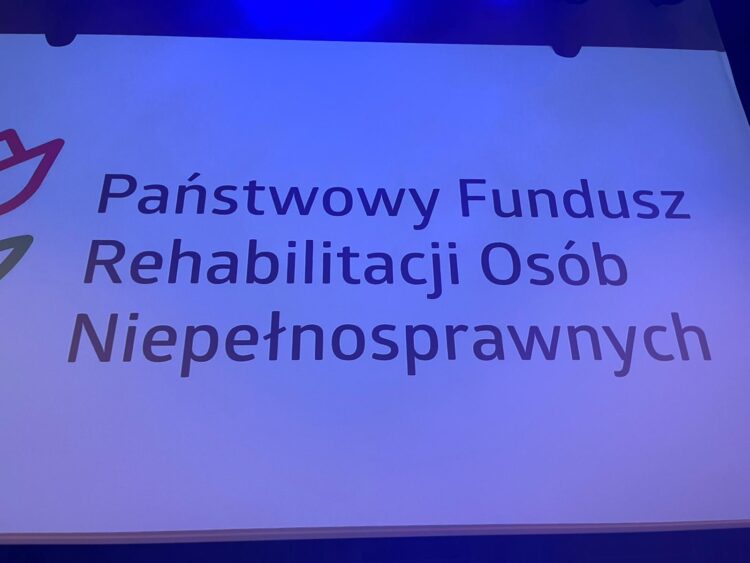 Państwowy Fundusz
Rehabilitacji Osób
Niepełnosprawnych